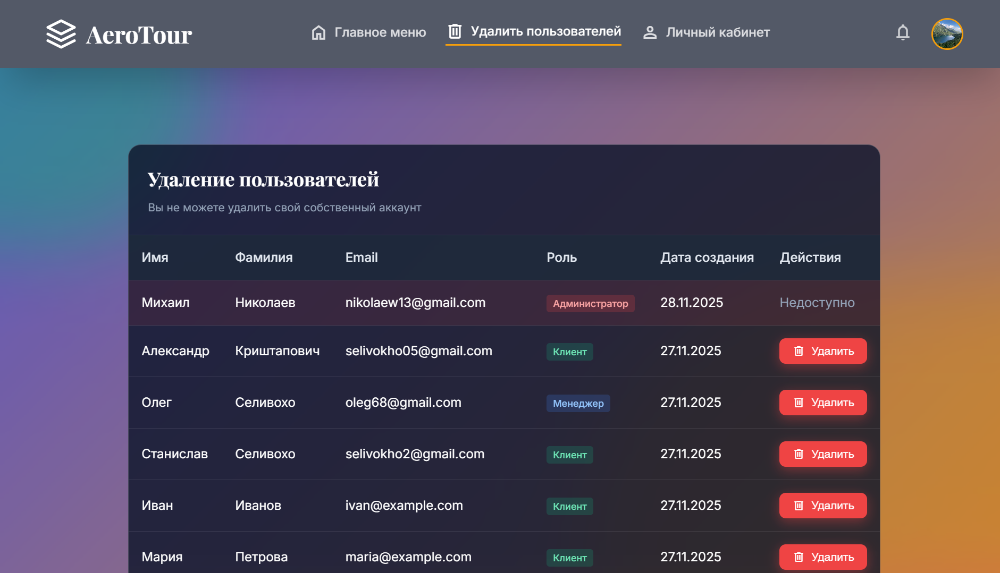 AeroTour
Главное меню
Удалить пользователей
Личный кабинет
Удаление пользователей
Вы не можете удалить свой собственный аккаунт
Имя Фамилия Email Роль Дата создания Действия
Михаил Николаев nikolaew13@gmail.com Администратор 28.11.2025 Недоступно
Александр Криштапович selivokho05@gmail.com Клиент 27.11.2025 Удалить
Олег Селивохо oleg68@gmail.com Менеджер 27.11.2025 Удалить
Станислав Селивохо selivokho2@gmail.com Клиент 27.11.2025 Удалить
Иван Иванов ivan@example.com Клиент 27.11.2025 Удалить
Мария Петрова maria@example.com Клиент 27.11.2025 Удалить